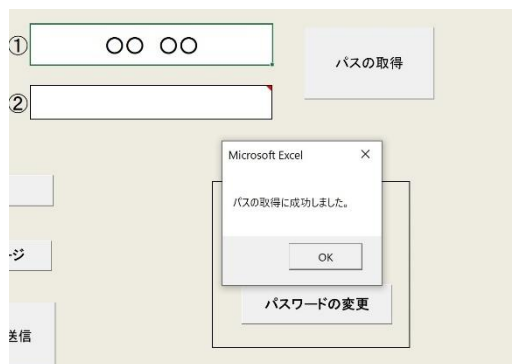 ① 〇〇 〇〇
パスの取得
②
Microsoft Excel
パスの取得に成功しました。
OK
ージ
パスワードの変更
送信